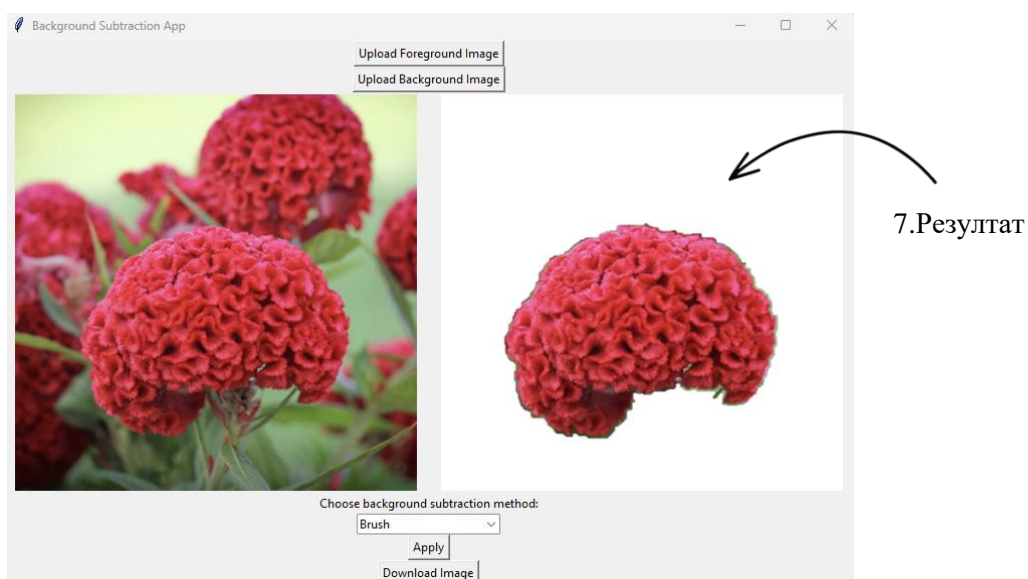 Background Subtraction App
Upload Foreground Image
Upload Background Image
7.Резултат
Choose background subtraction method:
Brush
Apply
Download Image